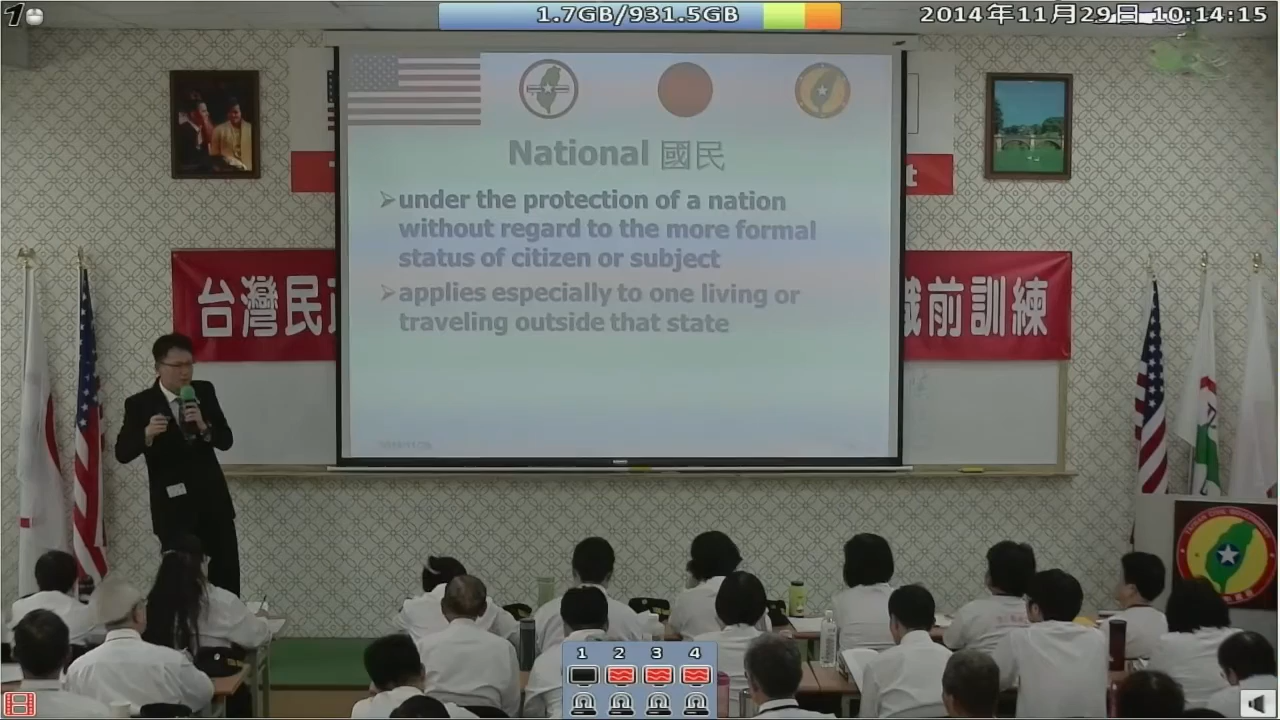 1
1.7GB/931.5GB
2014年11月29日 10:14:15
National 國民
➢under the protection of a nation
without regard to the more formal
status of citizen or subject
➢applies especially to one living or
traveling outside that state
t
台灣民
職前訓練
1 2 3 4